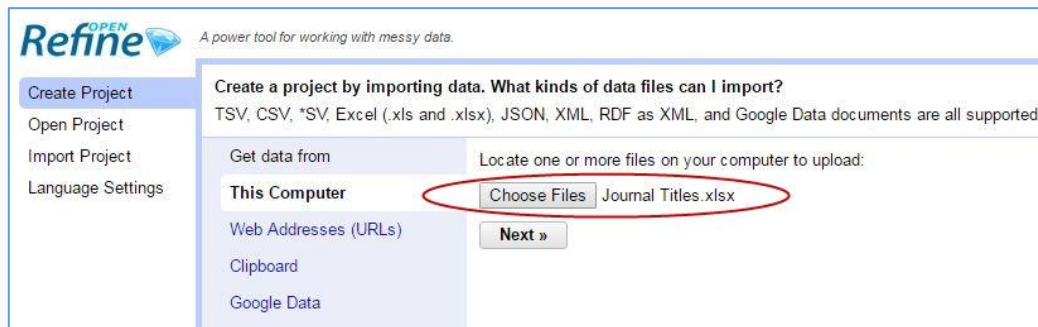 OPEN
Refine
A power tool for working with messy data.
Create Project
Open Project
Import Project
Language Settings
Create a project by importing data. What kinds of data files can I import?
TSV, CSV, *SV, Excel (.xls and .xlsx), JSON, XML, RDF as XML, and Google Data documents are all supported
Get data from
This Computer
Web Addresses (URLs)
Clipboard
Google Data
Locate one or more files on your computer to upload:
Choose Files Journal Titles.xlsx
Next »